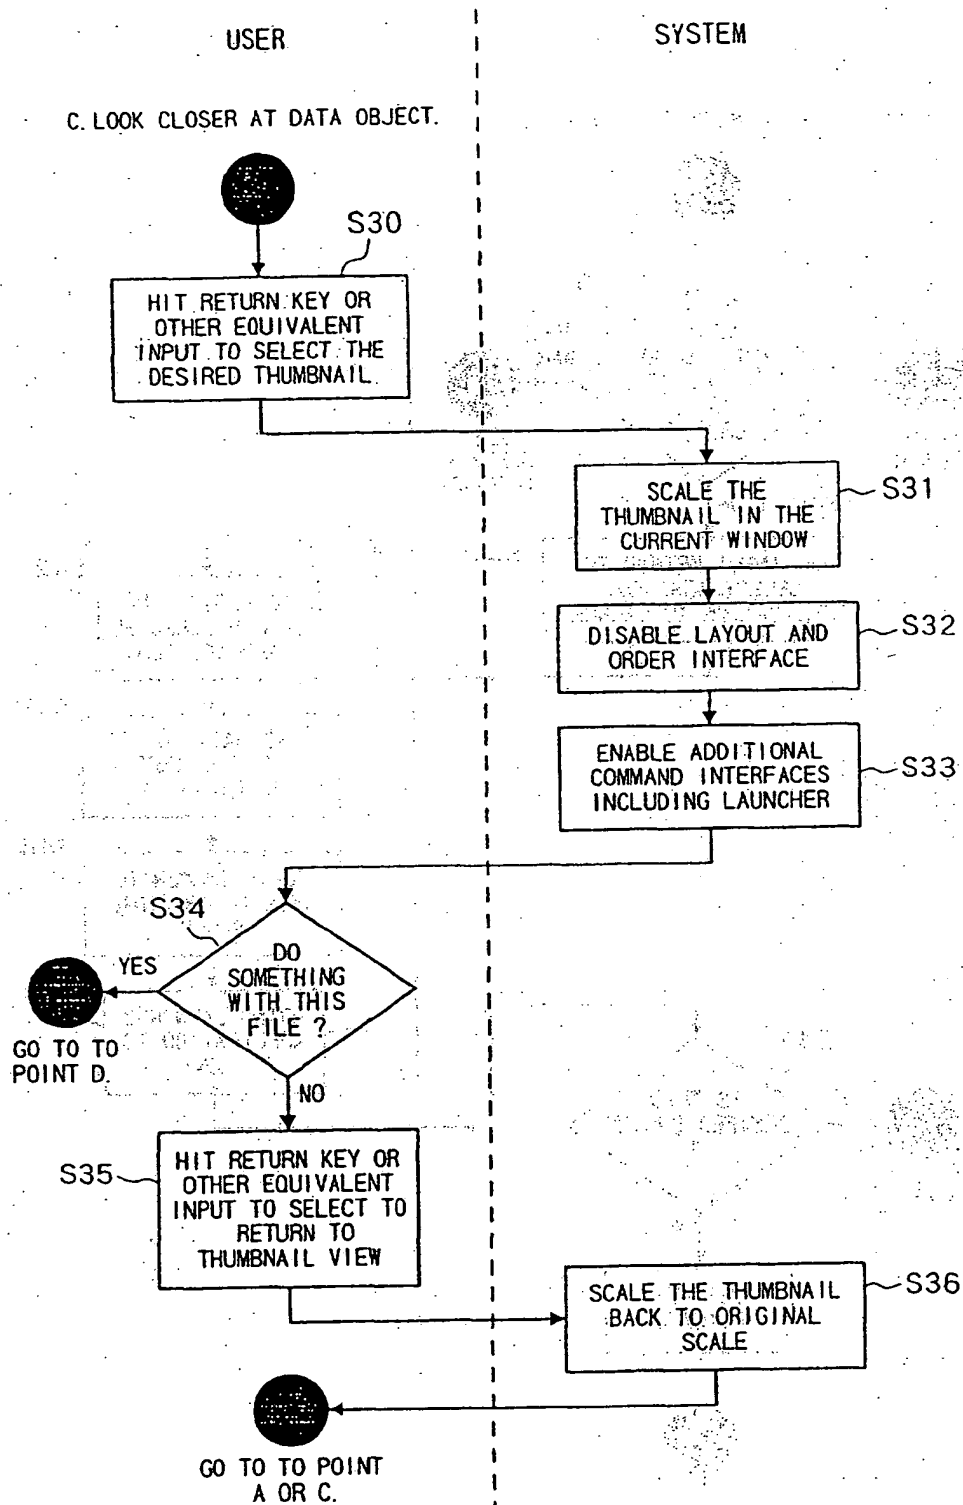 USER
SYSTEM
C. LOOK CLOSER AT DATA OBJECT.
S30
HIT RETURN KEY OR
OTHER EQUIVALENT
INPUT TO SELECT THE
DESIRED THUMBNAIL.
SCALE THE
THUMBNAIL IN THE
CURRENT WINDOW
S31
DISABLE LAYOUT AND
ORDER INTERFACE
S32
ENABLE ADDITIONAL
COMMAND INTERFACES
INCLUDING LAUNCHER
S33
S34
DO
SOMETHING
WITH THIS
FILE ?
YES
GO TO TO
POINT D.
NO
S35
HIT RETURN KEY OR
OTHER EQUIVALENT
INPUT TO SELECT TO
RETURN TO
THUMBNAIL VIEW
SCALE THE THUMBNAIL
BACK TO ORIGINAL
SCALE
S36
GO TO TO POINT
A OR C.